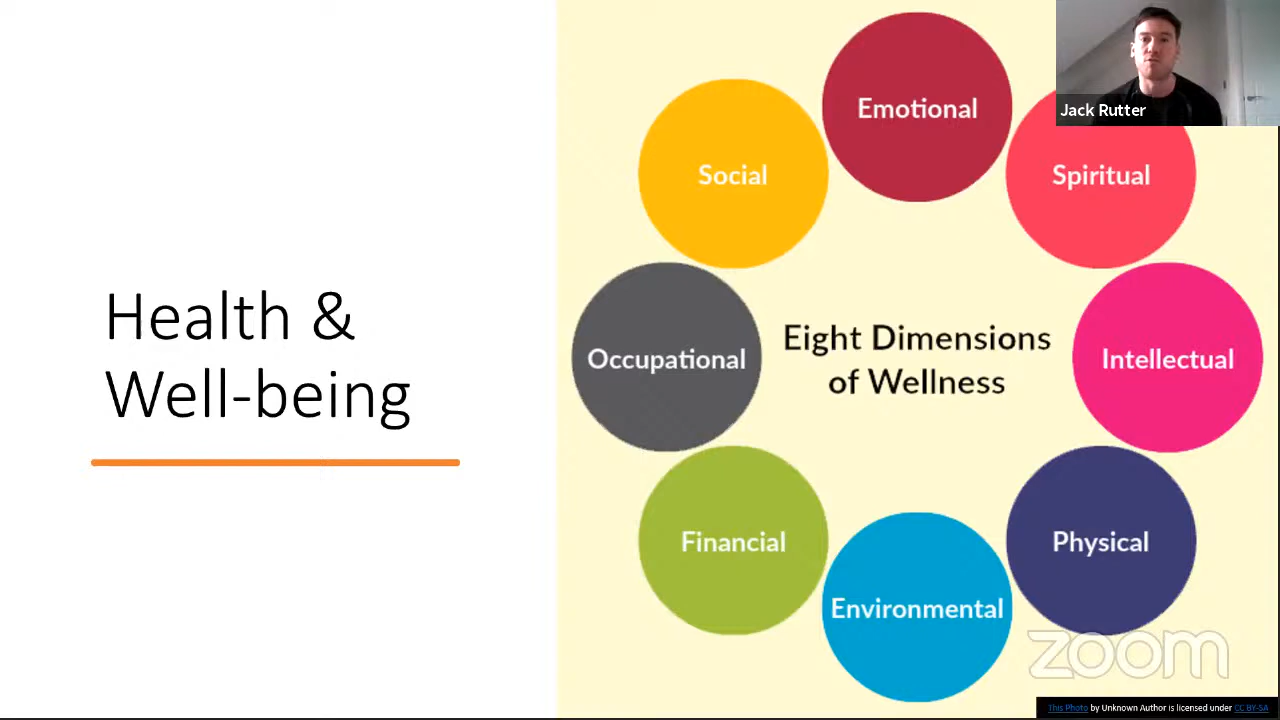 Health &
Well-being
Emotional
Social
Spiritual
Occupational
Eight Dimensions
of Wellness
Intellectual
Financial
Physical
Environmental
Jack Rutter
zoom
This Photo by Unknown Author is licensed under CC BY-SA